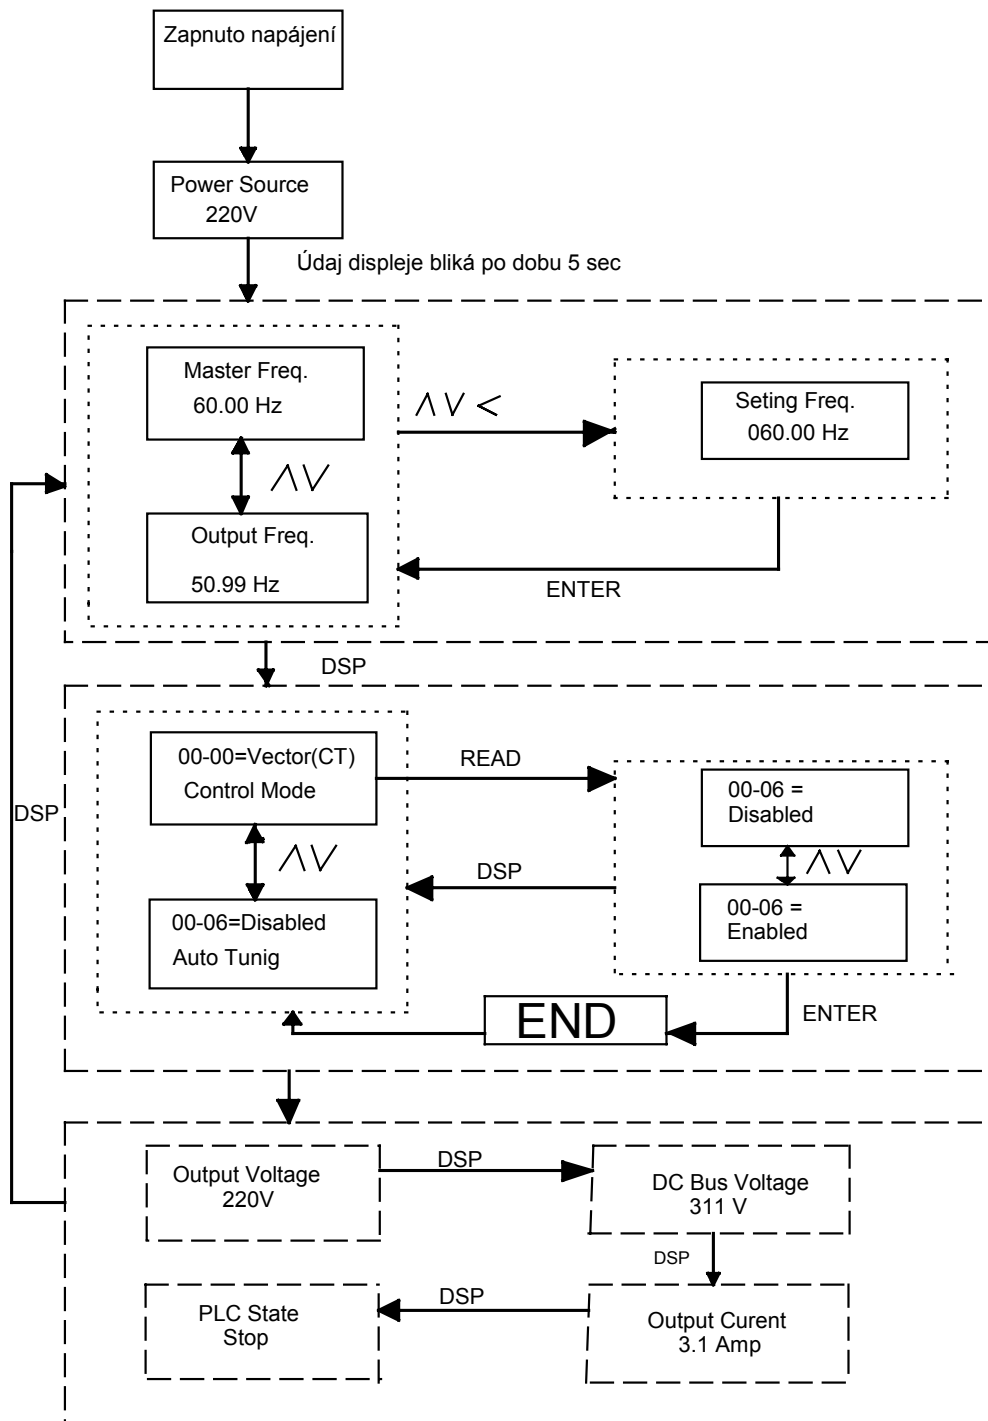 Zapnuto napájení
Power Source
220V
Údaj displeje bliká po dobu 5 sec
Master Freq.
60.00 Hz
⋀ ⋁ <
Seting Freq.
060.00 Hz
⋀⋁
Output Freq.
50.99 Hz
ENTER
DSP
00-00=Vector(CT)
Control Mode
READ
00-06 =
Disabled
DSP
⋀⋁
⋀⋁
DSP
00-06=Disabled
Auto Tunig
00-06 =
Enabled
END
ENTER
Output Voltage
220V
DSP
DC Bus Voltage
311 V
DSP
PLC State
Stop
DSP
Output Curent
3.1 Amp